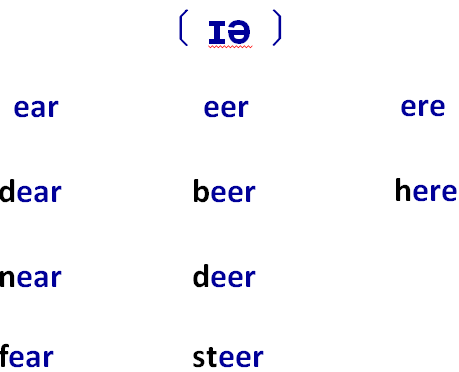 〔 ɪə 〕
ear eer ere
dear beer here
near deer
fear steer